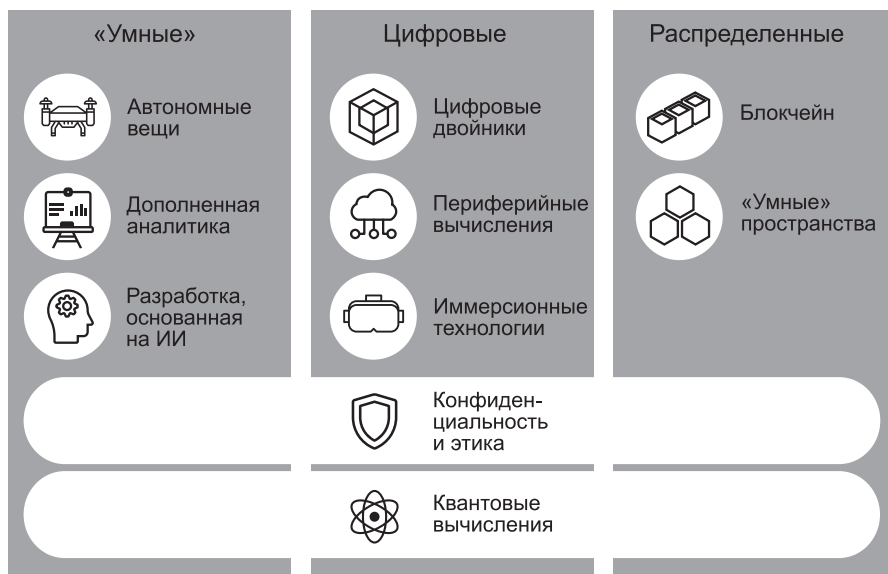 «Умные»
Автономные
вещи
Дополненная
аналитика
Разработка,
основанная
на ИИ
Цифровые
Цифровые
двойники
Периферийные
вычисления
Иммерсионные
технологии
Распределенные
Блокчейн
«Умные»
пространства
Конфиден-
циальность
и этика
Квантовые
вычисления